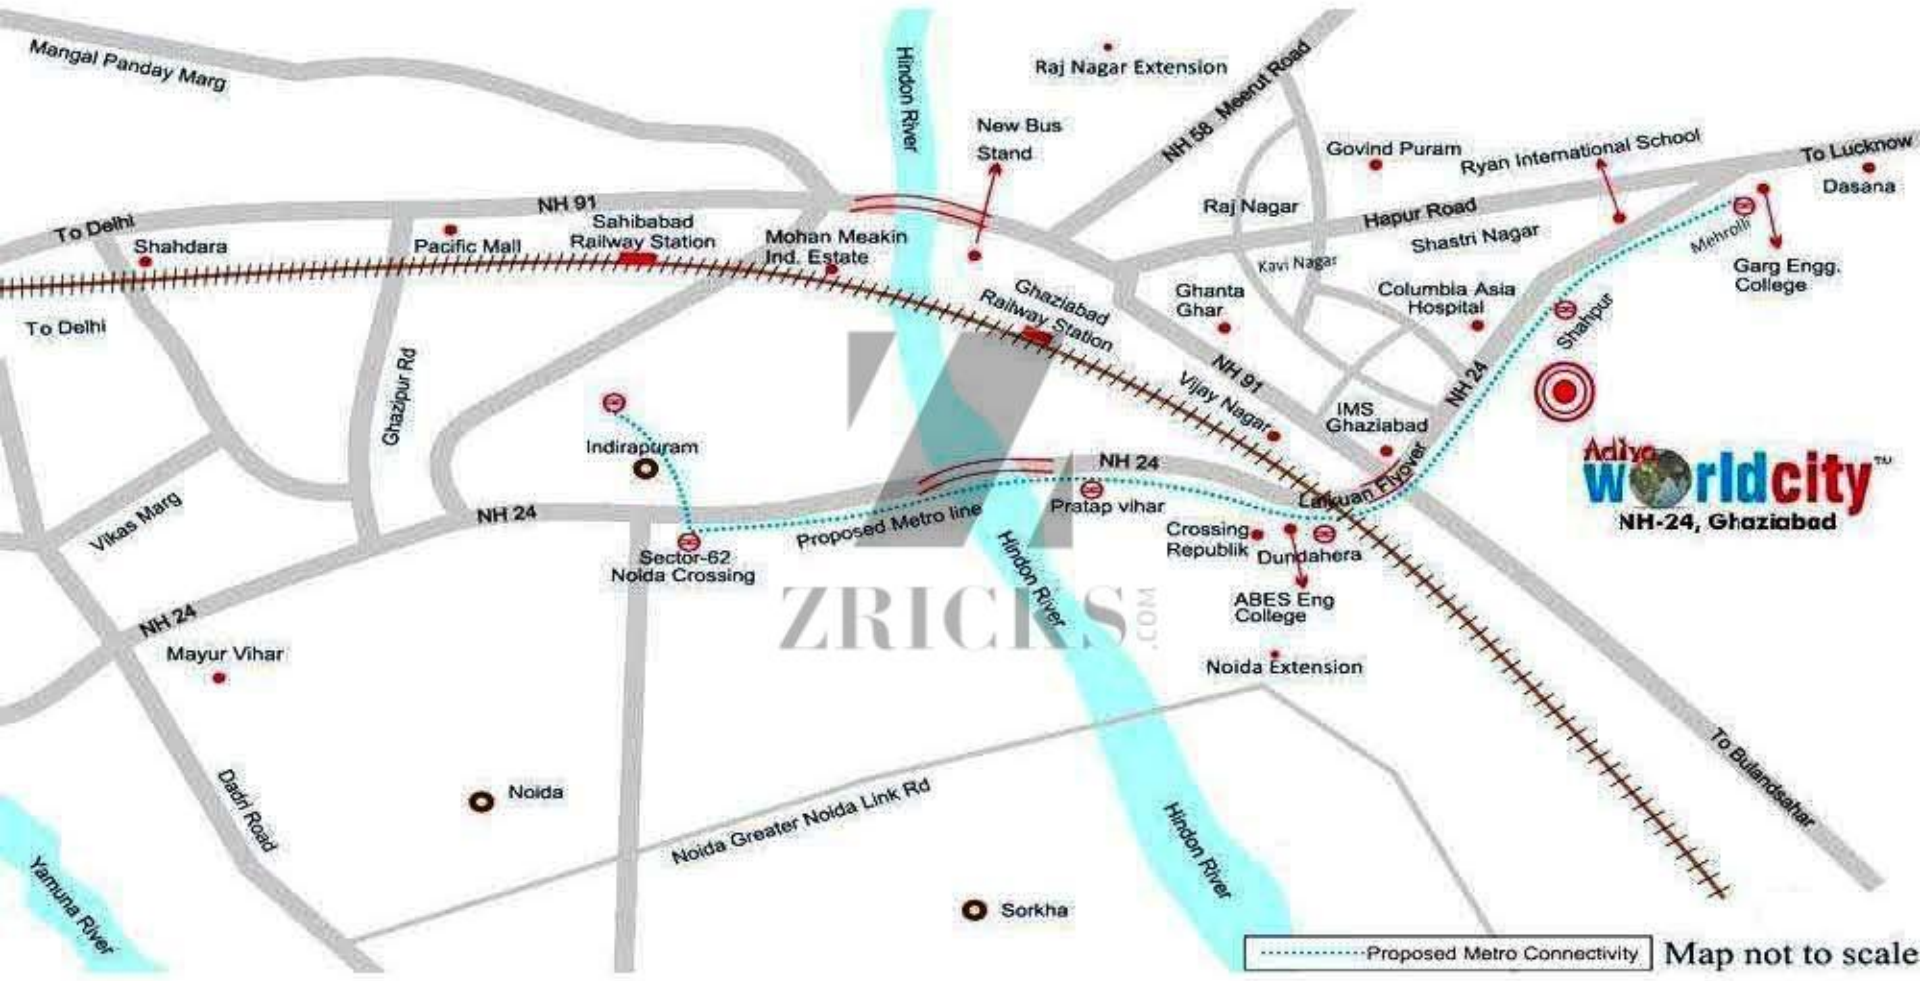 Mangal Panday Marg
Hindon River
Raj Nagar Extension
NH 58 Meerut Road
New Bus
Stand
Govind Puram
Ryan International School
To Lucknow
Dasana
To Delhi
NH 91
Shahdara
Pacific Mall
Sahibabad
Railway Station
Mohan Meakin
Ind. Estate
Raj Nagar
Hapur Road
Shastri Nagar
Kavi Nagar
Mehrolli
Garg Engg.
College
To Delhi
Ghaziabad
Railway Station
Ghanta
Ghar
Columbia Asia
Hospital
Shahpur
Ghazipur Rd
NH 91
Vijay Nagar
NH 24
IMS
Ghaziabad
Indirapuram
Aditya
worldcity™
NH-24, Ghaziabad
Vikas Marg
NH 24
NH 24
Lalkuan Flyover
Proposed Metro line
Pratap vihar
Crossing
Republik
Dundahera
Sector-62
Noida Crossing
Hindon River
ZRICKS.COM
ABES Eng
College
NH 24
Mayur Vihar
Noida Extension
Dadri Road
Noida
Noida Greater Noida Link Rd
To Bulandsahar
Hindon River
Yamuna River
Sorkha
Proposed Metro Connectivity
Map not to scale